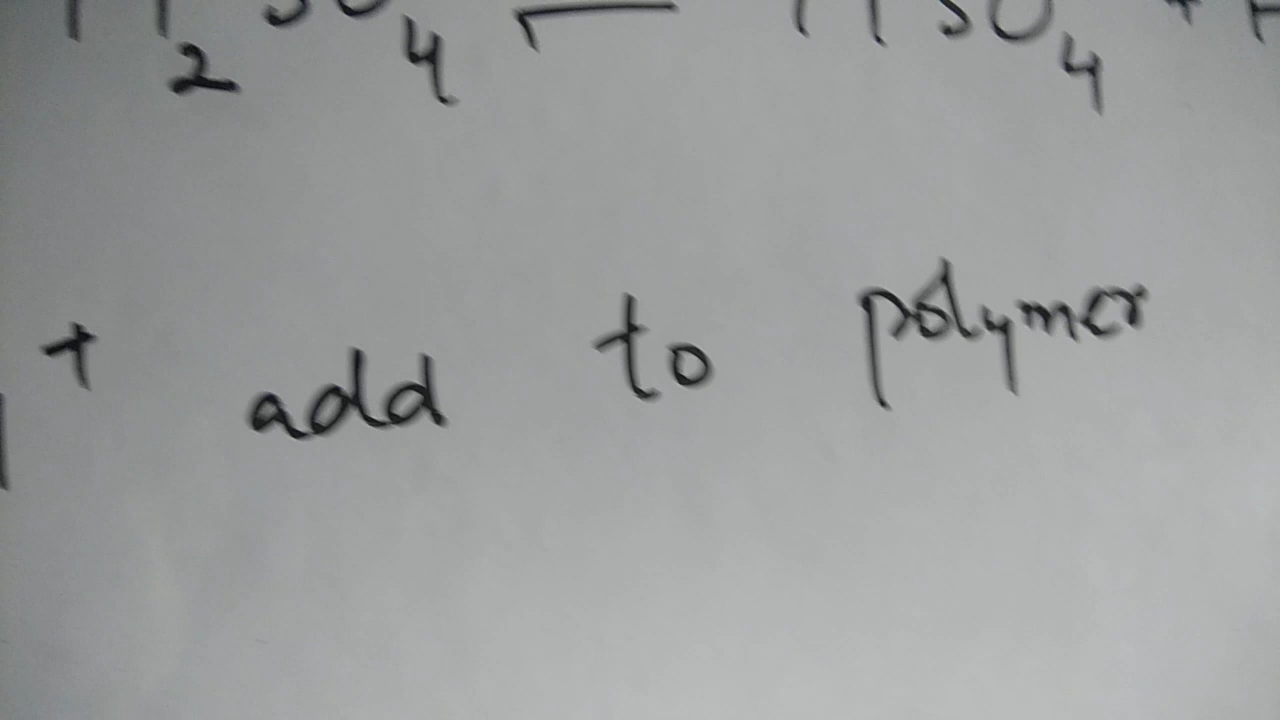 H2SO4 ⇌ HSO4 + H
+ add to polymer